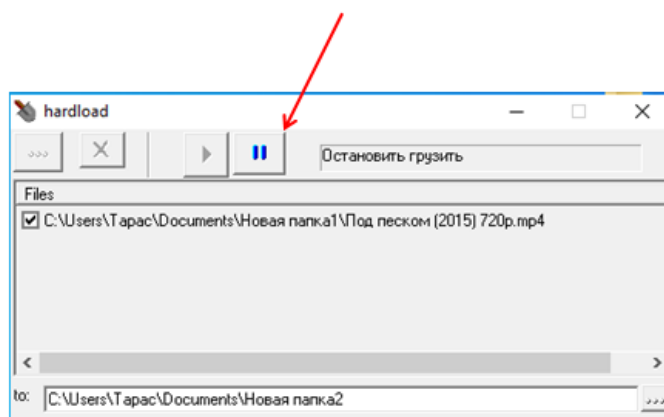 hardload
Остановить грузить
Files
C:\Users\Тарас\Documents\Новая папка1\Под песком (2015) 720p.mp4
to: C:\Users\Тарас\Documents\Новая папка2